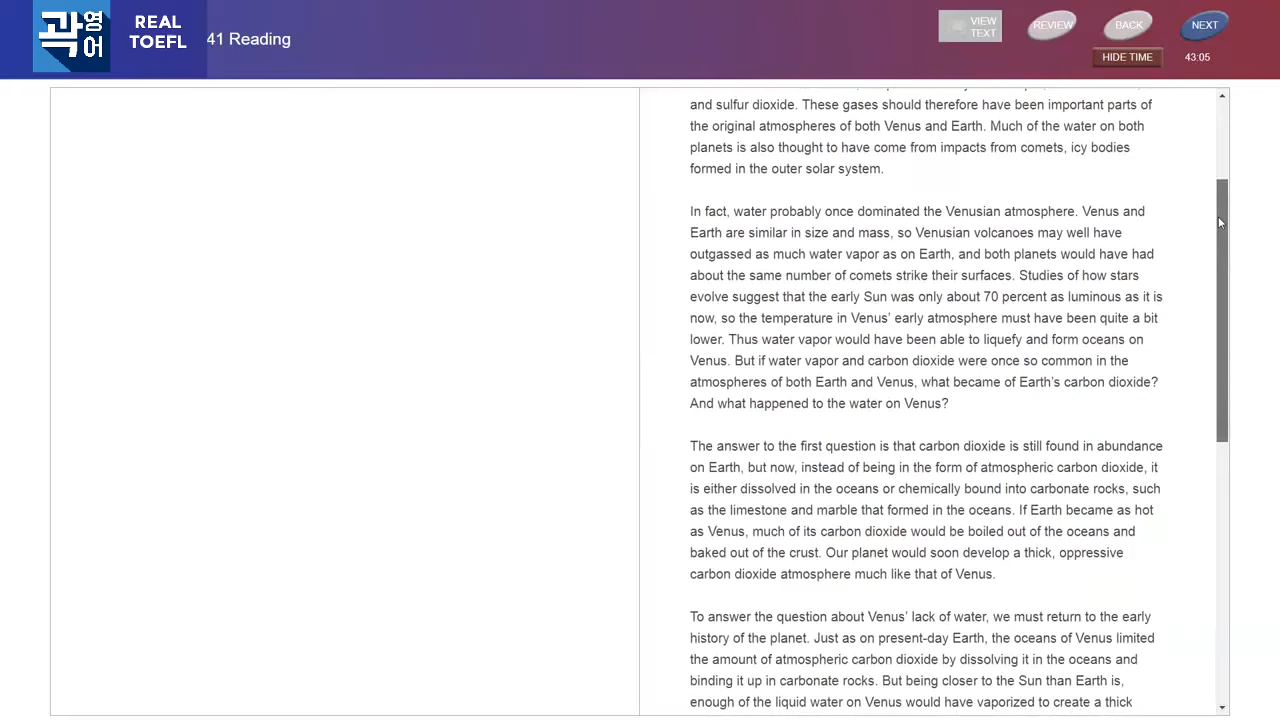 광영어
REAL
TOEFL
41 Reading
VIEW
TEXT
REVIEW
BACK
NEXT
HIDE TIME
43:05
and sulfur dioxide. These gases should therefore have been important parts of
the original atmospheres of both Venus and Earth. Much of the water on both
planets is also thought to have come from impacts from comets, icy bodies
formed in the outer solar system.
In fact, water probably once dominated the Venusian atmosphere. Venus and
Earth are similar in size and mass, so Venusian volcanoes may well have
outgassed as much water vapor as on Earth, and both planets would have had
about the same number of comets strike their surfaces. Studies of how stars
evolve suggest that the early Sun was only about 70 percent as luminous as it is
now, so the temperature in Venus’ early atmosphere must have been quite a bit
lower. Thus water vapor would have been able to liquefy and form oceans on
Venus. But if water vapor and carbon dioxide were once so common in the
atmospheres of both Earth and Venus, what became of Earth’s carbon dioxide?
And what happened to the water on Venus?
The answer to the first question is that carbon dioxide is still found in abundance
on Earth, but now, instead of being in the form of atmospheric carbon dioxide, it
is either dissolved in the oceans or chemically bound into carbonate rocks, such
as the limestone and marble that formed in the oceans. If Earth became as hot
as Venus, much of its carbon dioxide would be boiled out of the oceans and
baked out of the crust. Our planet would soon develop a thick, oppressive
carbon dioxide atmosphere much like that of Venus.
To answer the question about Venus’ lack of water, we must return to the early
history of the planet. Just as on present-day Earth, the oceans of Venus limited
the amount of atmospheric carbon dioxide by dissolving it in the oceans and
binding it up in carbonate rocks. But being closer to the Sun than Earth is,
enough of the liquid water on Venus would have vaporized to create a thick